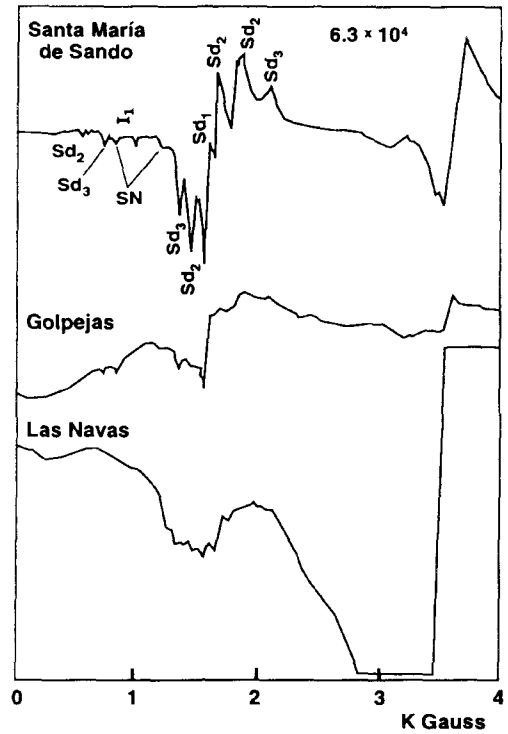 Santa María
de Sando
6.3 × 10⁴
Sd₂
Sd₂
Sd₃
Sd₁
I₁
Sd₂
Sd₃
SN
Sd₃
Sd₂
Golpejas
Las Navas
0 1 2 3 4
K Gauss